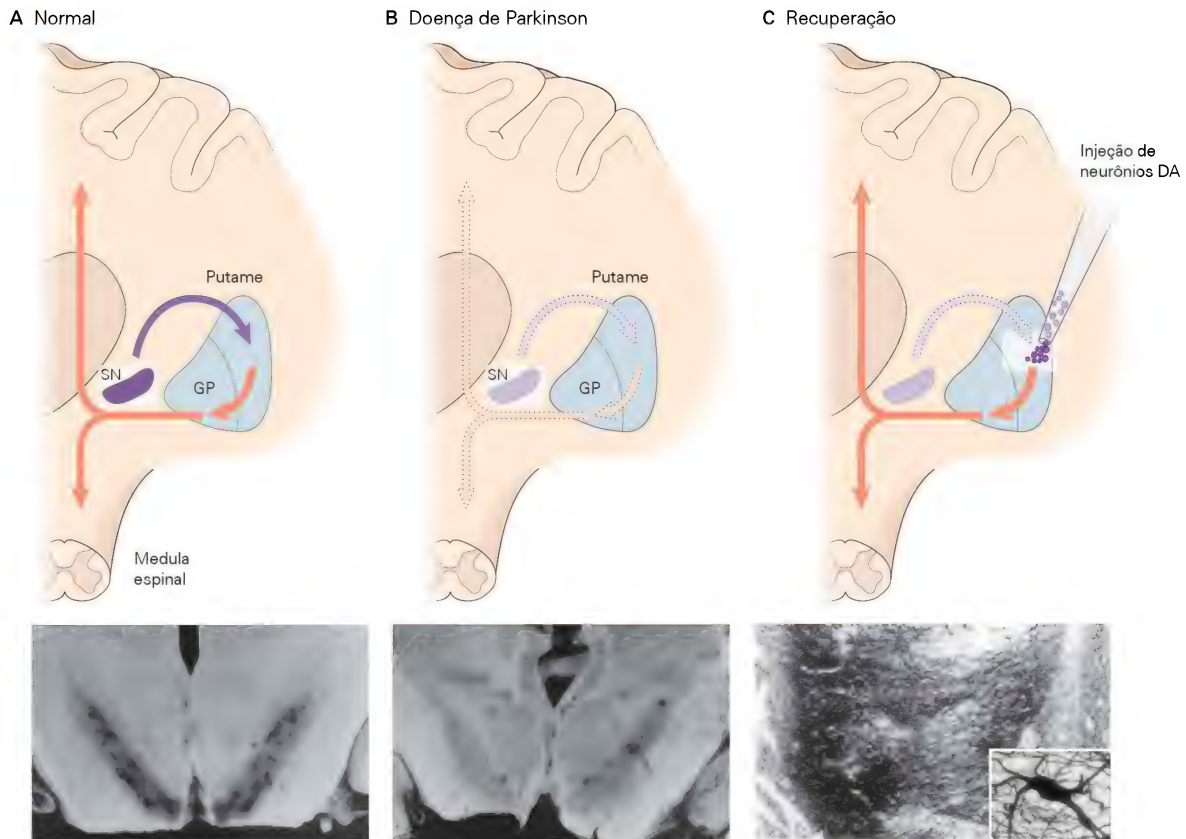 A Normal
B Doença de Parkinson
C Recuperação
Injeção de
neurônios DA
Putame
SN
GP
Medula
espinal
Putame
SN
GP